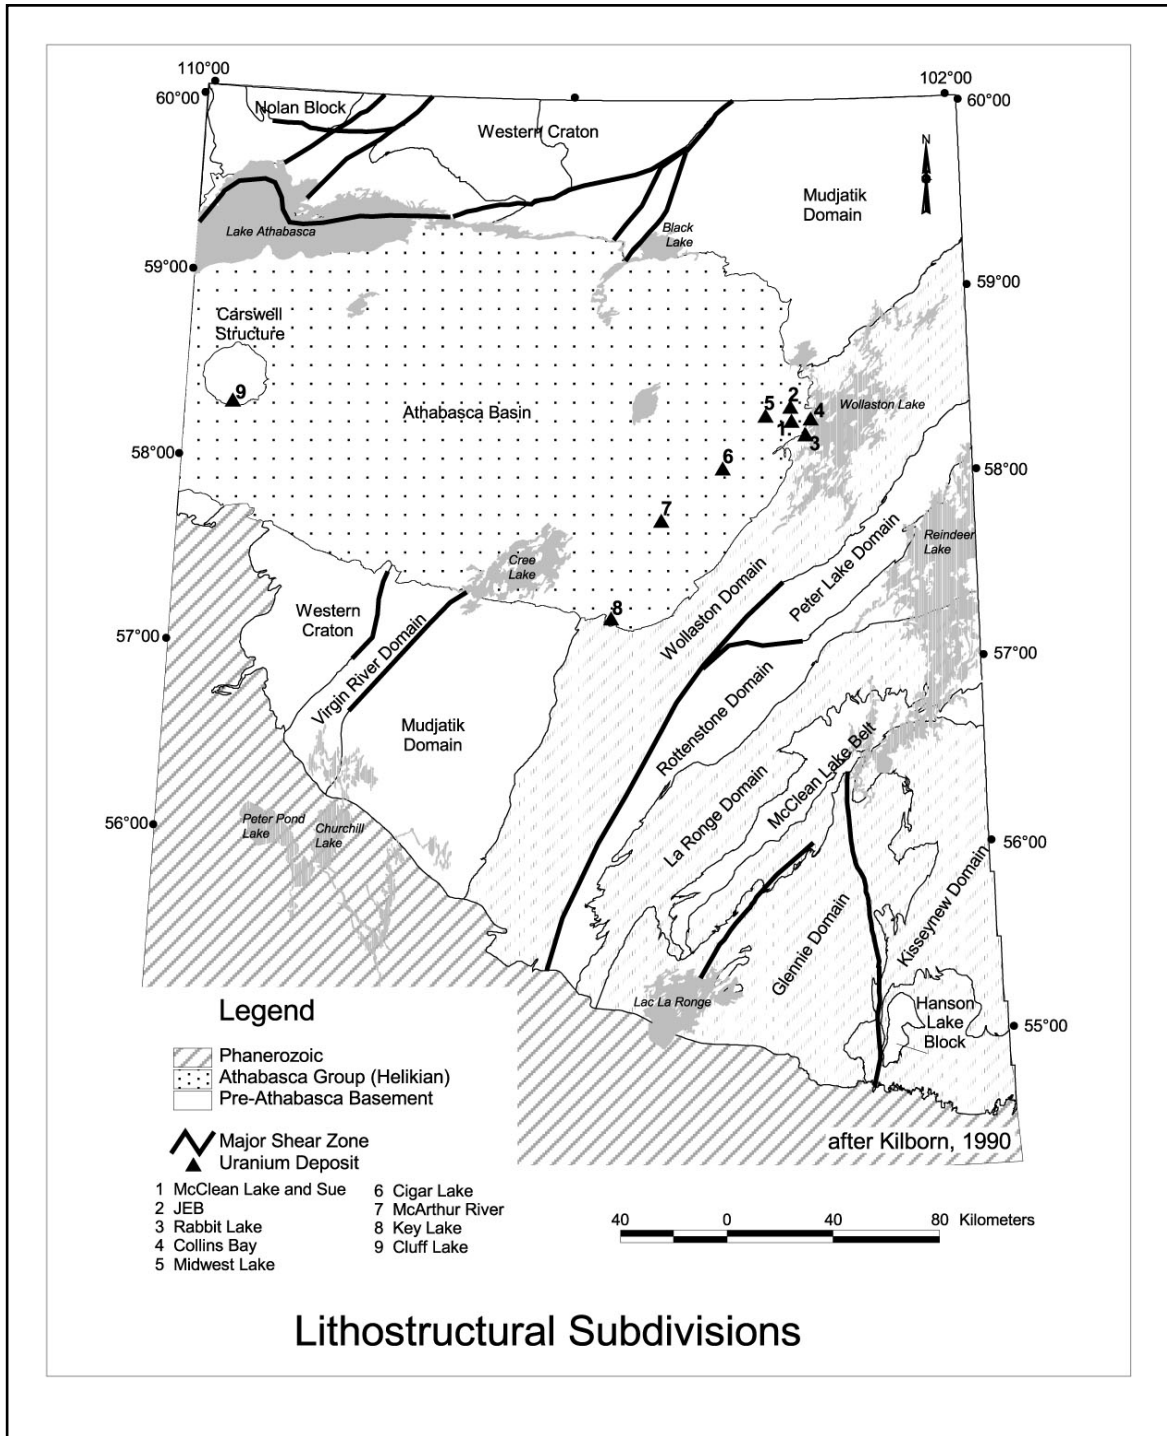 110°00
102°00
60°00
60°00
Nolan Block
Western Craton
N
Mudjatik
Domain
Lake Athabasca
Black
Lake
59°00
59°00
Carswell
Structure
9
Athabasca Basin
2
5
4
1
3
Wollaston Lake
58°00
6
58°00
7
Reindeer
Lake
Cree
Lake
Peter Lake Domain
Wollaston Domain
8
Western
Craton
57°00
57°00
Virgin River Domain
Rottenstone Domain
Mudjatik
Domain
McClean Lake Belt
La Ronge Domain
Peter Pond
Lake
Churchill
Lake
56°00
56°00
Kisseynew Domain
Glennie Domain
Lac La Ronge
Hanson
Lake
Block
55°00
Legend
Phanerozoic
Athabasca Group (Helikian)
Pre-Athabasca Basement
Major Shear Zone
Uranium Deposit
after Kilborn, 1990
1 McClean Lake and Sue
2 JEB
3 Rabbit Lake
4 Collins Bay
5 Midwest Lake
6 Cigar Lake
7 McArthur River
8 Key Lake
9 Cluff Lake
40 0 40 80 Kilometers
Lithostructural Subdivisions